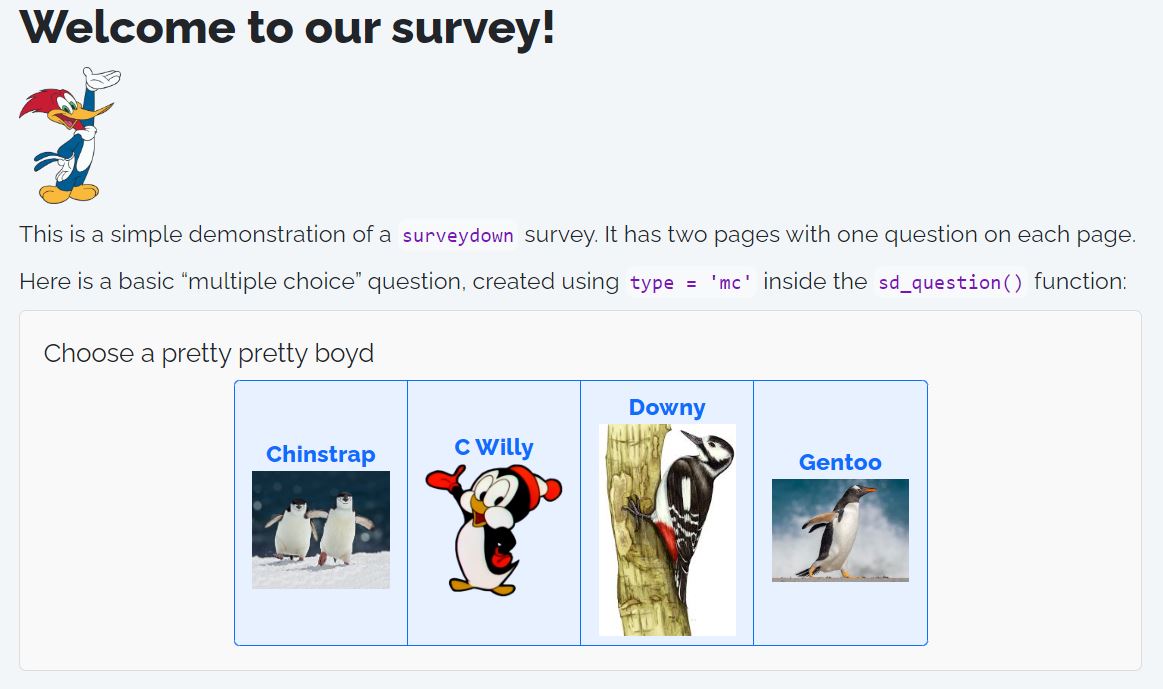 Welcome to our survey!
This is a simple demonstration of a surveydown survey. It has two pages with one question on each page.
Here is a basic “multiple choice” question, created using type = 'mc' inside the sd_question() function:
Choose a pretty pretty boyd
Chinstrap
C Willy
Downy
Gentoo